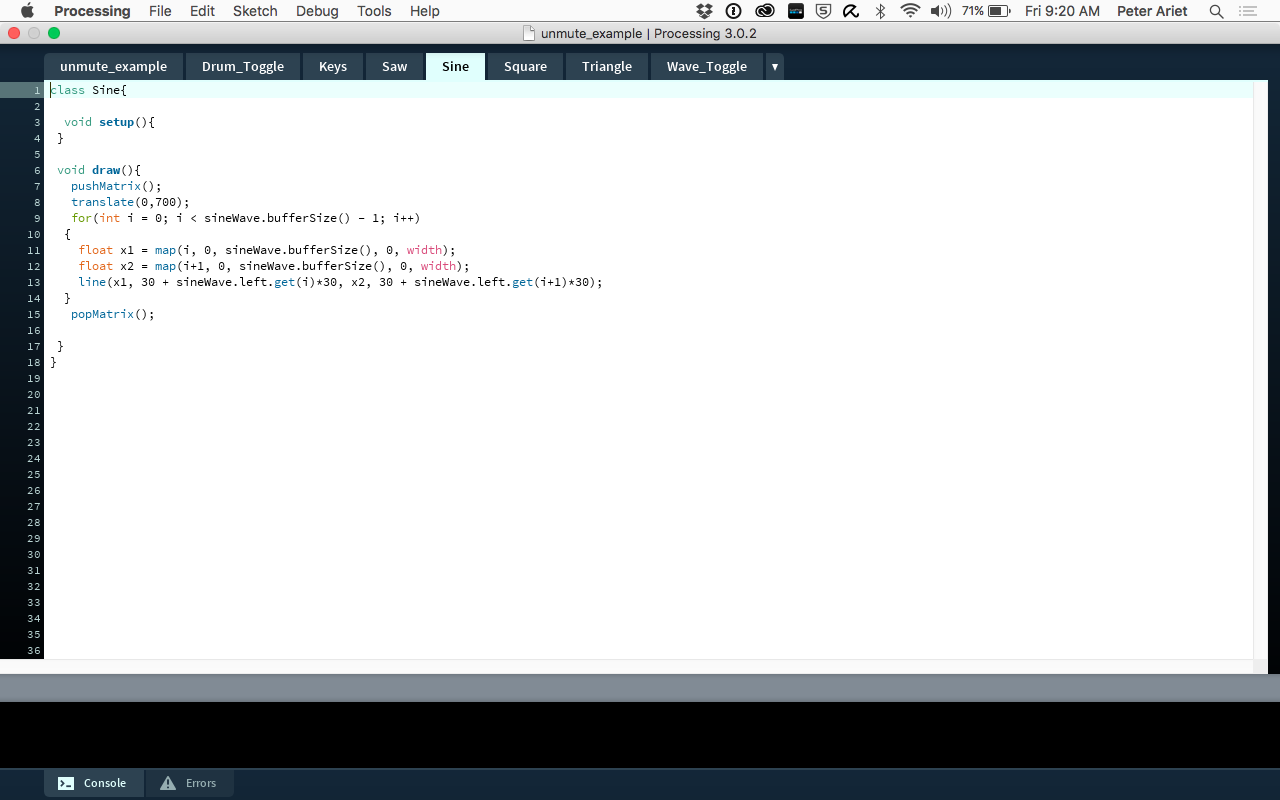 Processing File Edit Sketch Debug Tools Help 5 71% Fri 9:20 AM Peter Ariet
unmute_example | Processing 3.0.2
unmute_example Drum_Toggle Keys Saw Sine Square Triangle Wave_Toggle
1 class Sine{
2
3 void setup(){
4 }
5
6 void draw(){
7 pushMatrix();
8 translate(0,700);
9 for(int i = 0; i < sineWave.bufferSize() - 1; i++)
10 {
11 float x1 = map(i, 0, sineWave.bufferSize(), 0, width);
12 float x2 = map(i+1, 0, sineWave.bufferSize(), 0, width);
13 line(x1, 30 + sineWave.left.get(i)*30, x2, 30 + sineWave.left.get(i+1)*30);
14 }
15 popMatrix();
16
17 }
18 }
19
20
21
22
23
24
25
26
27
28
29
30
31
32
33
34
35
36
Console Errors